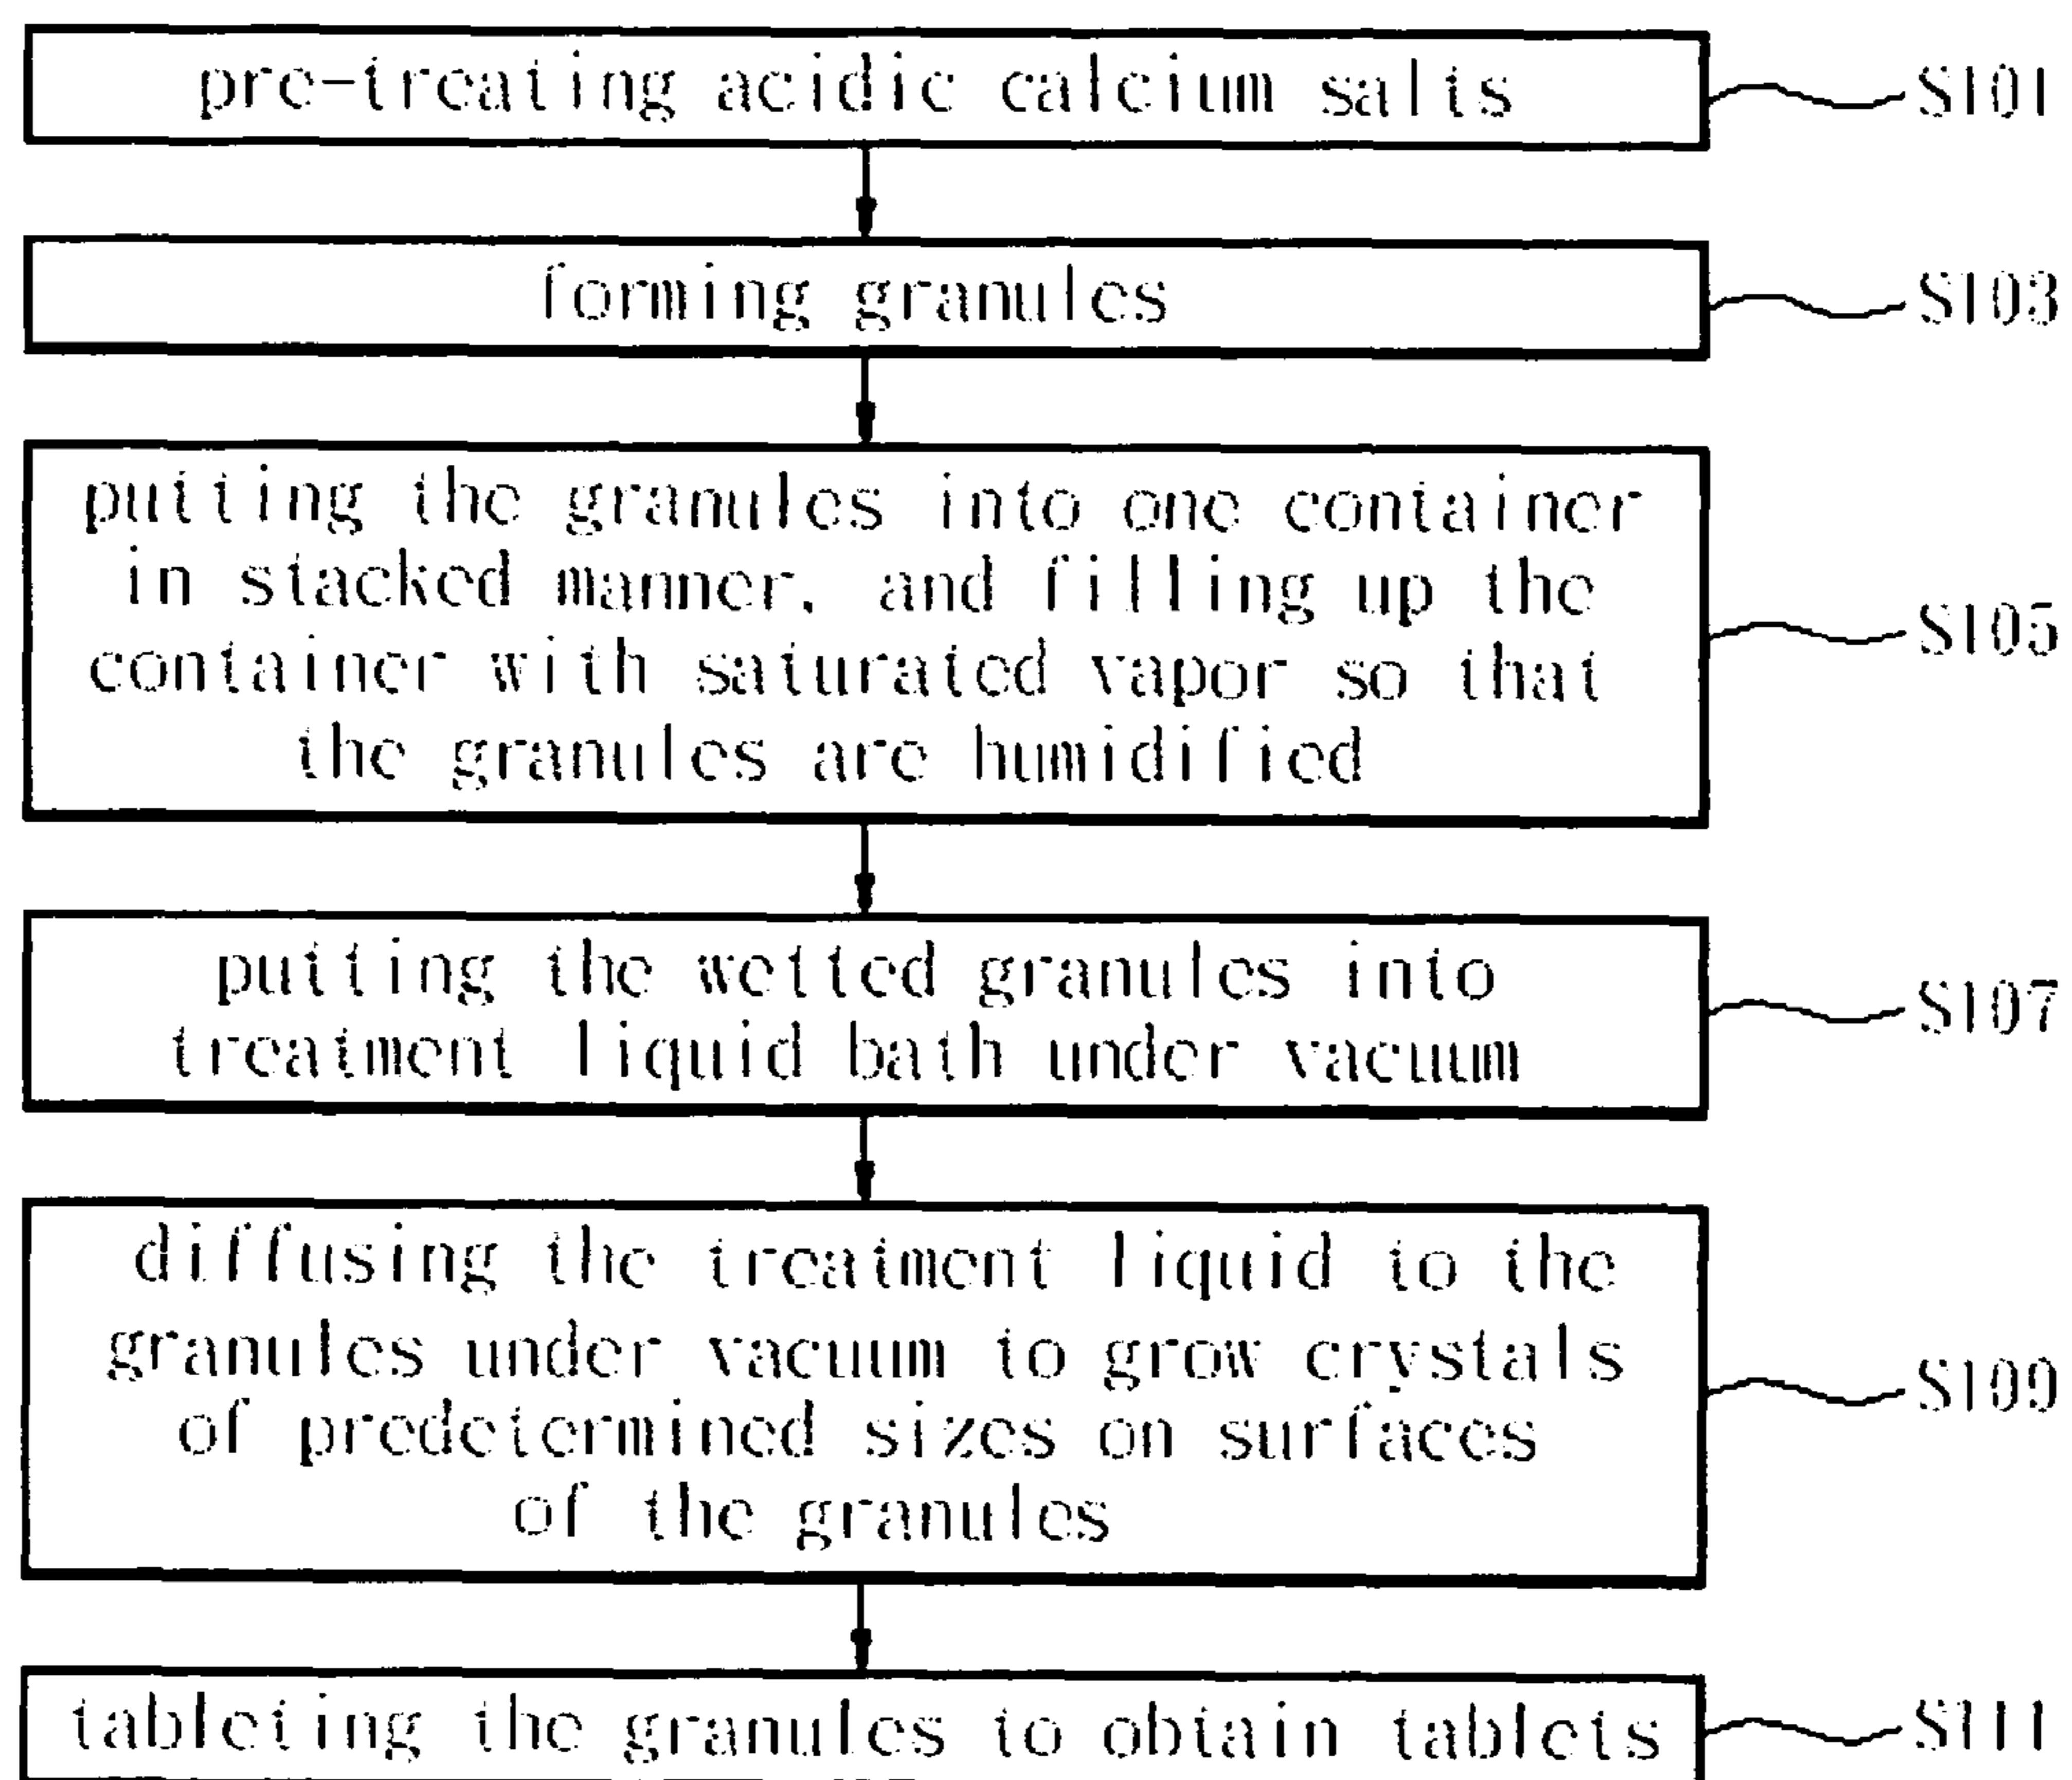 pre-treating acidic calcium salts
S101
forming granules
S103
putting the granules into one container
in stacked manner, and filling up the
container with saturated vapor so that
the granules are humidified
S105
putting the wetted granules into
treatment liquid bath under vacuum
S107
diffusing the treatment liquid to the
granules under vacuum to grow crystals
of predetermined sizes on surfaces
of the granules
S109
tableting the granules to obtain tablets
S111